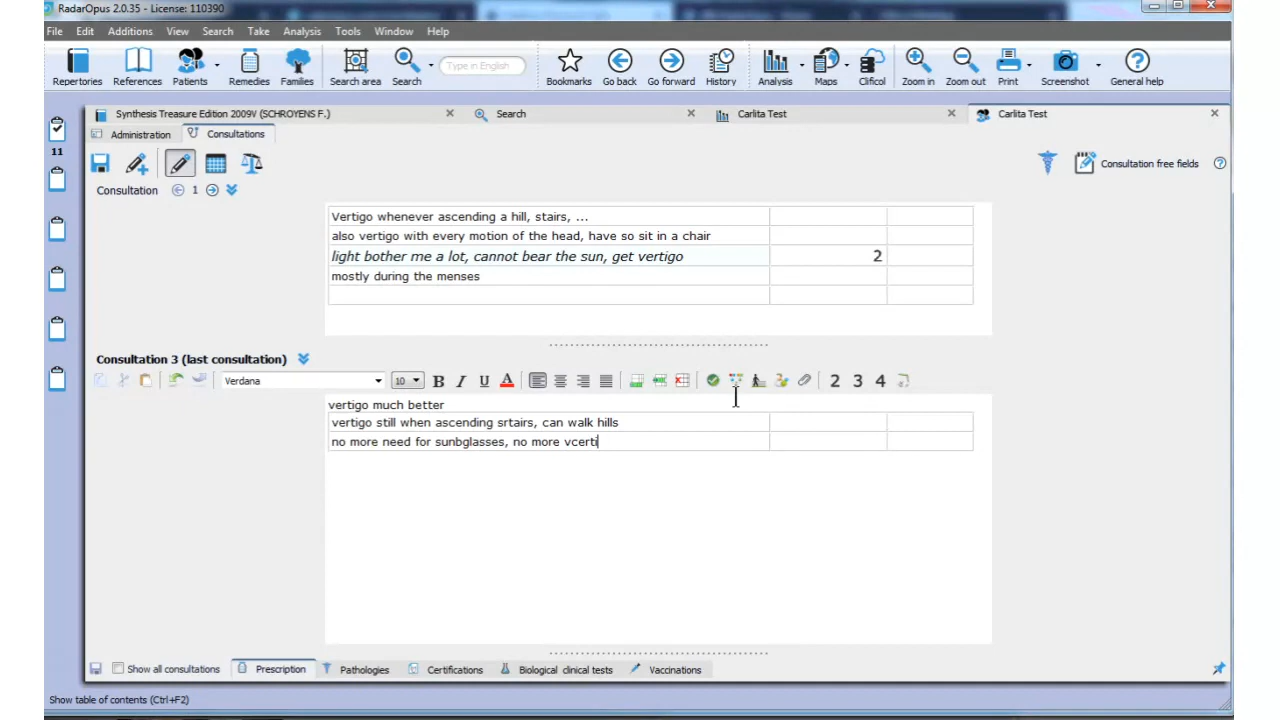 RadarOpus 2.0.35 - License: 110390
File Edit Additions View Search Take Analysis Tools Window Help
Type in English
Repertories References Patients Remedies Families Search area Search Bookmarks Go back Go forward History Analysis Maps Clificol Zoom in Zoom out Print Screenshot General help
Synthesis Treasure Edition 2009V (SCHROYENS F.) Search Carlita Test Carlita Test
Administration Consultations
11
Consultation free fields
Consultation 1
Vertigo whenever ascending a hill, stairs, ...
also vertigo with every motion of the head, have so sit in a chair
light bother me a lot, cannot bear the sun, get vertigo 2
mostly during the menses
Consultation 3 (last consultation)
Verdana 10 B I U A 2 3 4
vertigo much better
vertigo still when ascending srtairs, can walk hills
no more need for sunbglasses, no more vcerti
Show all consultations Prescription Pathologies Certifications Biological clinical tests Vaccinations
Show table of contents (Ctrl+F2)